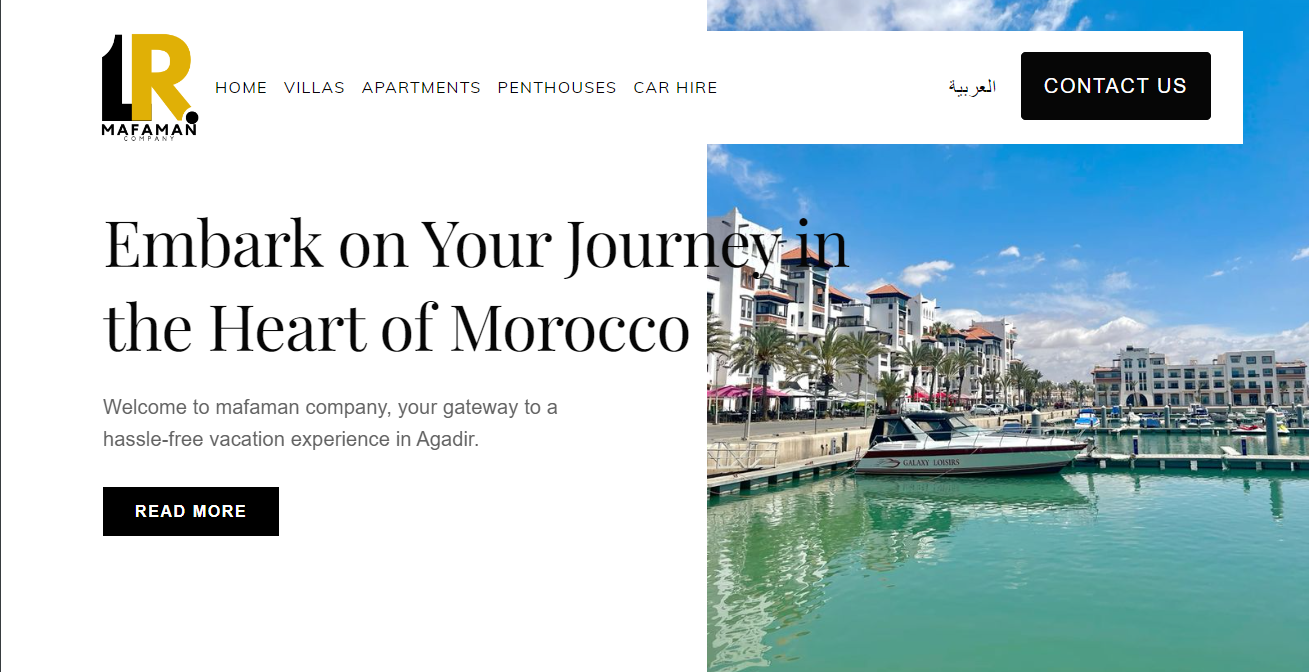 1R.
MAFAMAN
COMPANY
HOME VILLAS APARTMENTS PENTHOUSES CAR HIRE العربية CONTACT US
Embark on Your Journey in
the Heart of Morocco
Welcome to mafaman company, your gateway to a
hassle-free vacation experience in Agadir.
READ MORE
GALAXY LOISIRS